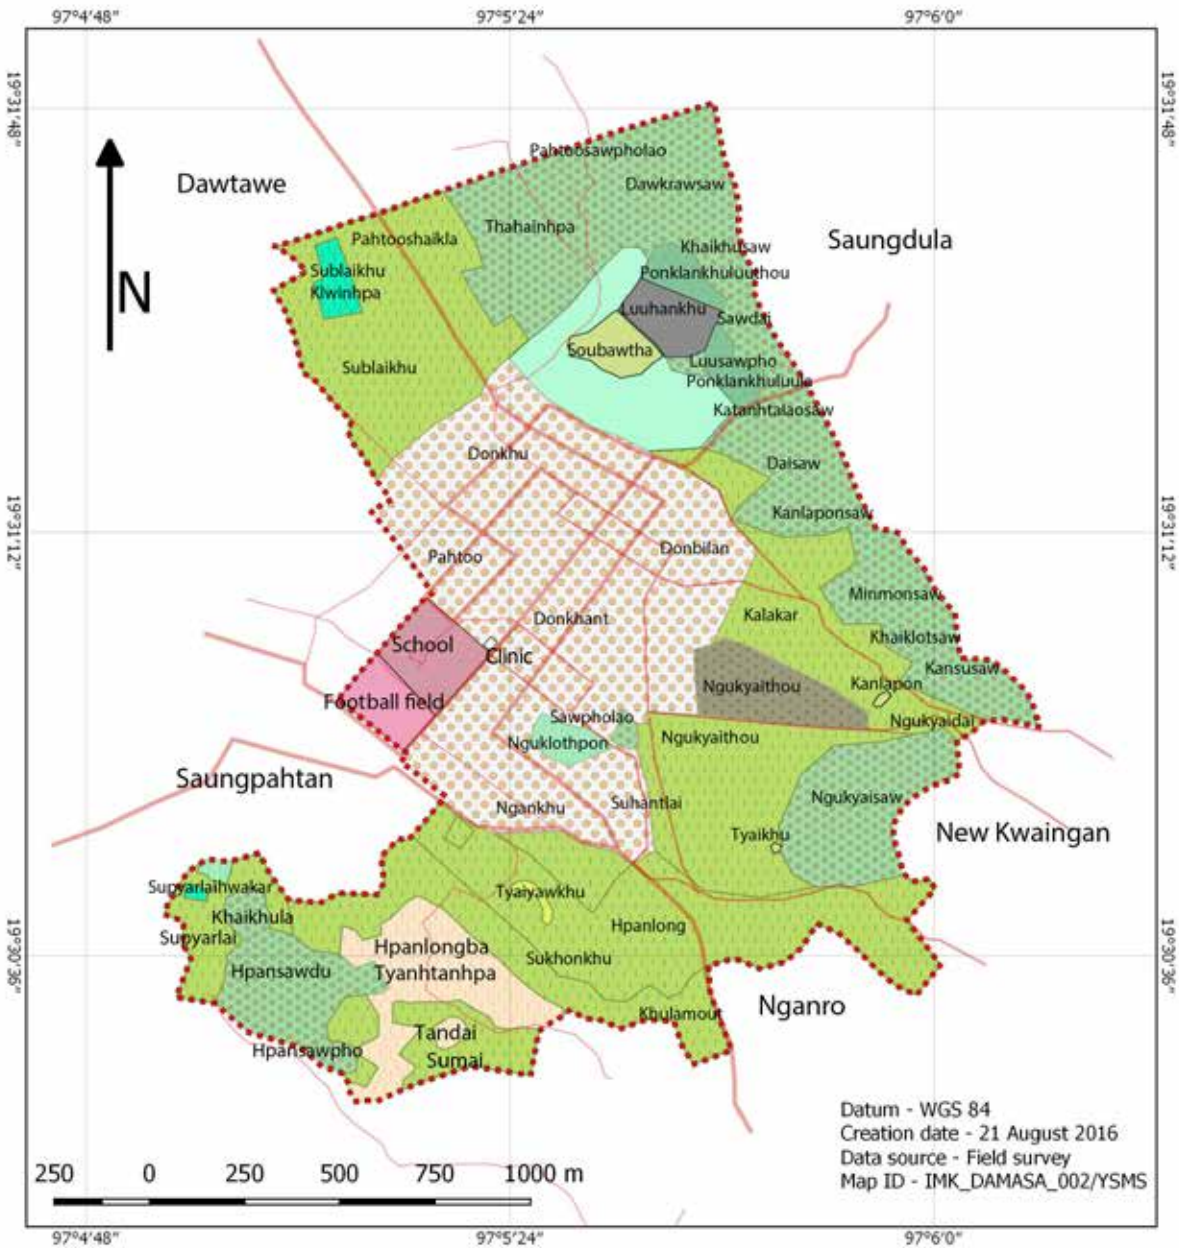 97°4'48" 97°5'24" 97°6'0"
19°31'48" 19°31'48"
Pahtoosawpholao
Dawtawe
Dawkrawsaw
Thahainhpa
Pahtooshaikla
Saungdula
Khaikhusaw
Sublaikhu
Ponklankhuluuthou
Klwinhpa
N
Luuhankhu
Sawdai
Soubawtha
Luusawpho
Sublaikhu
Ponklankhuluula
Katanhtalaosaw
Donkhu
Daisaw
Kanlaponsaw
19°31'12" 19°31'12"
Donbilan
Pahtoo
Minmonsaw
Kalakar
Donkhant
Khaiklotsaw
School
Clinic
Kansusaw
Kanlapon
Ngukyaithou
Football field
Sawpholao
Ngukyaidai
Ngukyaithou
Nguklothpon
Saungpahtan
Ngukyaisaw
Suhantlai
Ngankhu
New Kwaingan
Tyaikhu
Supyarlaihwakar
Tyaiyawkhu
Khaikhula
Hpanlong
Supyarlai
Hpanlongba
Sukhonkhu
19°30'36" 19°30'36"
Hpansawdu
Tyanhtanhpa
Nganro
Khulamout
Tandai
Hpansawpho
Sumai
Datum - WGS 84
Creation date - 21 August 2016
Data source - Field survey
Map ID - IMK_DAMASA_002/YSMS
250 0 250 500 750 1000 m
97°4'48" 97°5'24" 97°6'0"